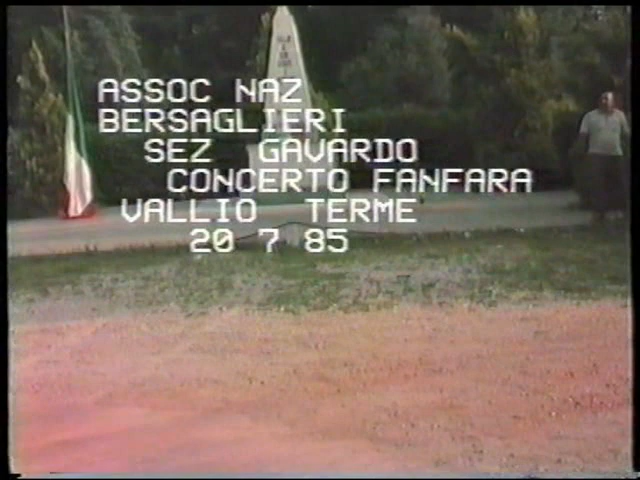 ASSOC NAZ
BERSAGLIERI
SEZ GAVARDO
CONCERTO FANFARA
VALLIO TERME
20 7 85